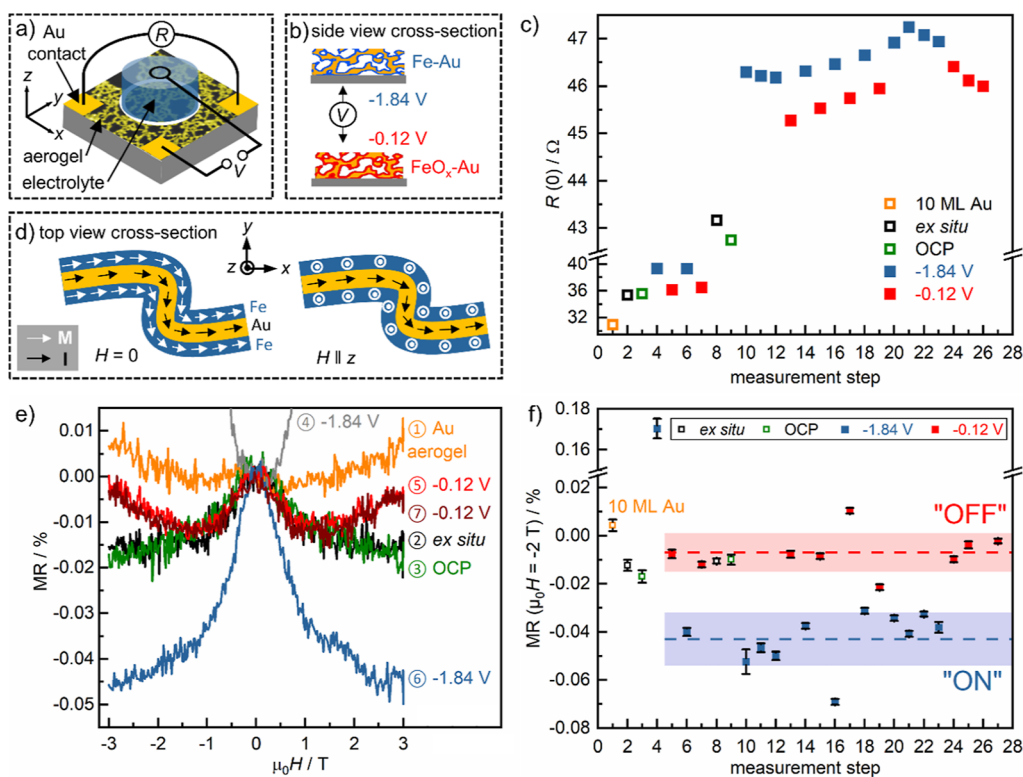 a)
R
Au
contact
z
y
x
aerogel
electrolyte
V
b) side view cross-section
Fe-Au
-1.84 V
V
-0.12 V
FeOₓ-Au
c)
R (0) / Ω
47
46
45
43
40
36
32
10 ML Au
ex situ
OCP
-1.84 V
-0.12 V
0 2 4 6 8 10 12 14 16 18 20 22 24 26 28
measurement step
d) top view cross-section
y
z
x
Fe
Au
Fe
M
I
H = 0
H ǁ z
e)
MR / %
0.01
0.00
-0.01
-0.02
-0.03
-0.04
-0.05
④ -1.84 V
① Au
aerogel
⑤ -0.12 V
⑦ -0.12 V
② ex situ
③ OCP
⑥ -1.84 V
-3 -2 -1 0 1 2 3
μ₀H / T
f)
MR (μ₀H = -2 TI) / %
0.18
0.16
0.02
0.00
-0.02
-0.04
-0.06
-0.08
ex situ OCP -1.84 V -0.12 V
10 ML Au
"OFF"
"ON"
0 2 4 6 8 10 12 14 16 18 20 22 24 26 28
measurement step